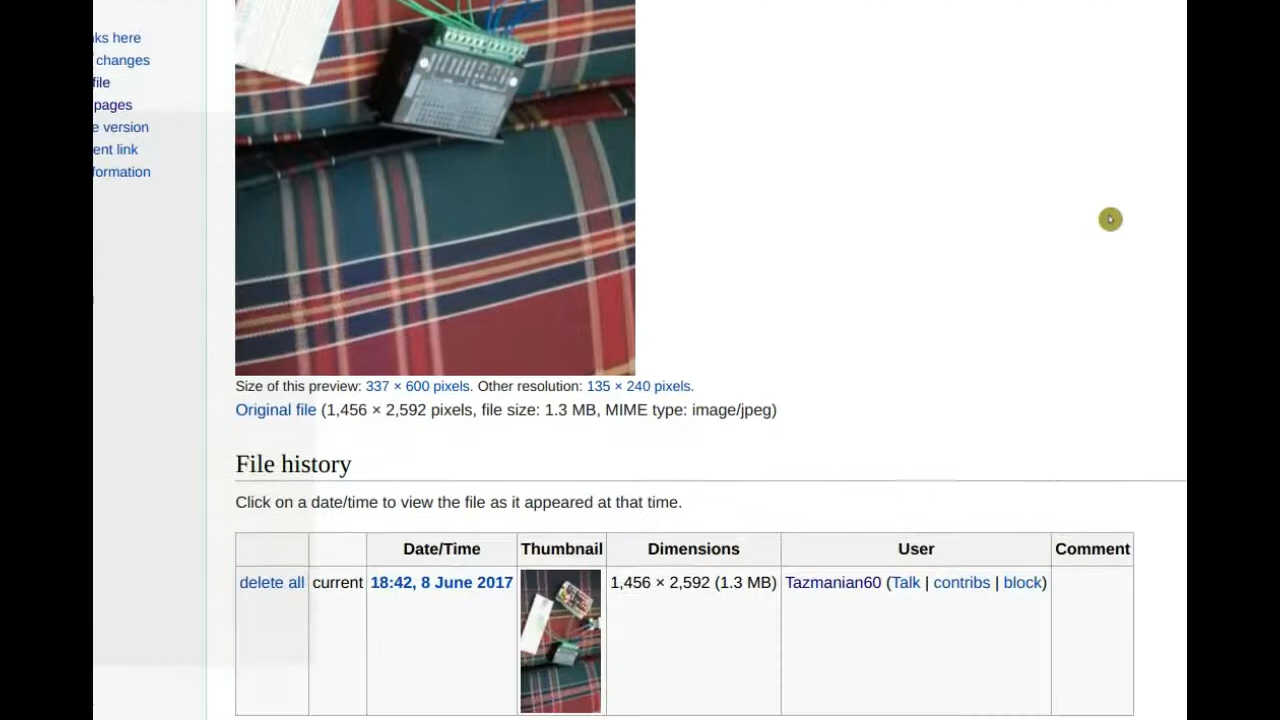 ks here
changes
file
pages
e version
ent link
formation
Size of this preview: 337 × 600 pixels. Other resolution: 135 × 240 pixels.
Original file (1,456 × 2,592 pixels, file size: 1.3 MB, MIME type: image/jpeg)
File history
Click on a date/time to view the file as it appeared at that time.
Date/Time Thumbnail Dimensions User Comment
delete all current 18:42, 8 June 2017 1,456 × 2,592 (1.3 MB) Tazmanian60 (Talk | contribs | block)